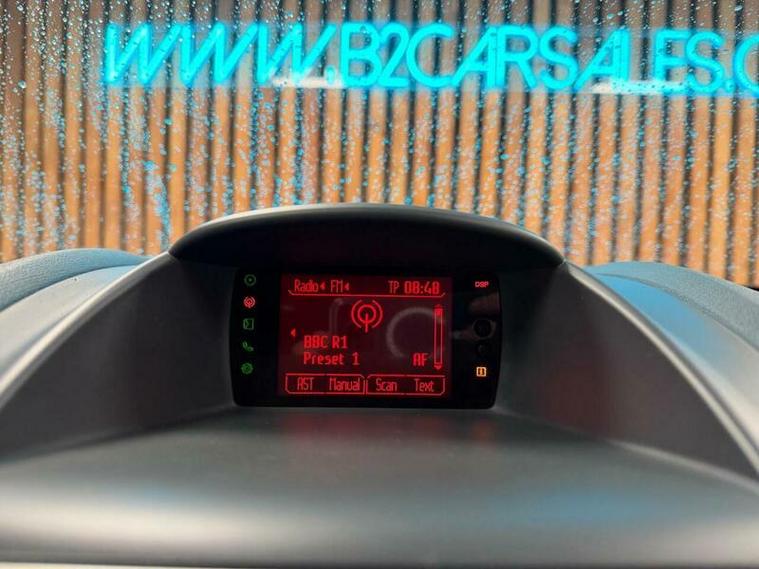 WWW.B2CARSALES.C
Radio FM TP 08:48
DSP
BBC R1
Preset 1 AF
AST Manual Scan Text